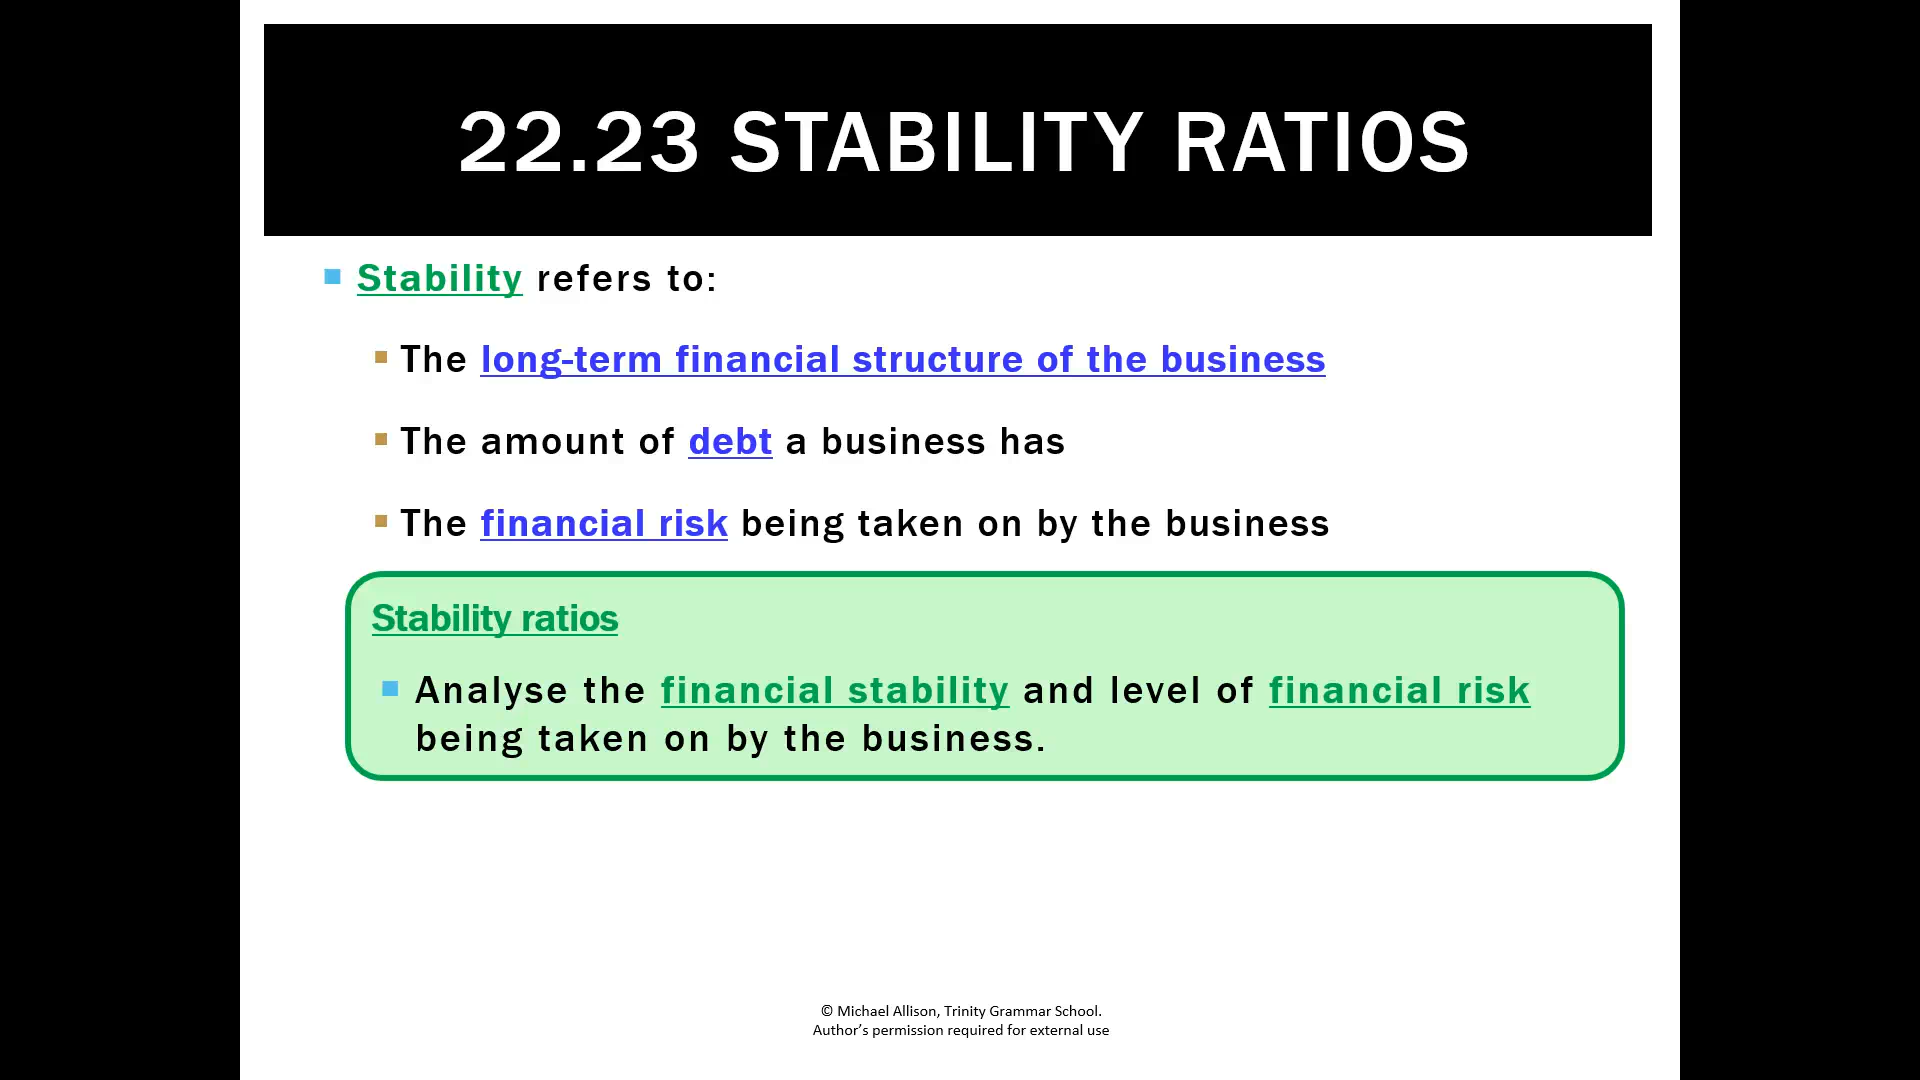 22.23 STABILITY RATIOS
Stability refers to:
The long-term financial structure of the business
The amount of debt a business has
The financial risk being taken on by the business
Stability ratios
Analyse the financial stability and level of financial risk
being taken on by the business.
© Michael Allison, Trinity Grammar School.
Author’s permission required for external use